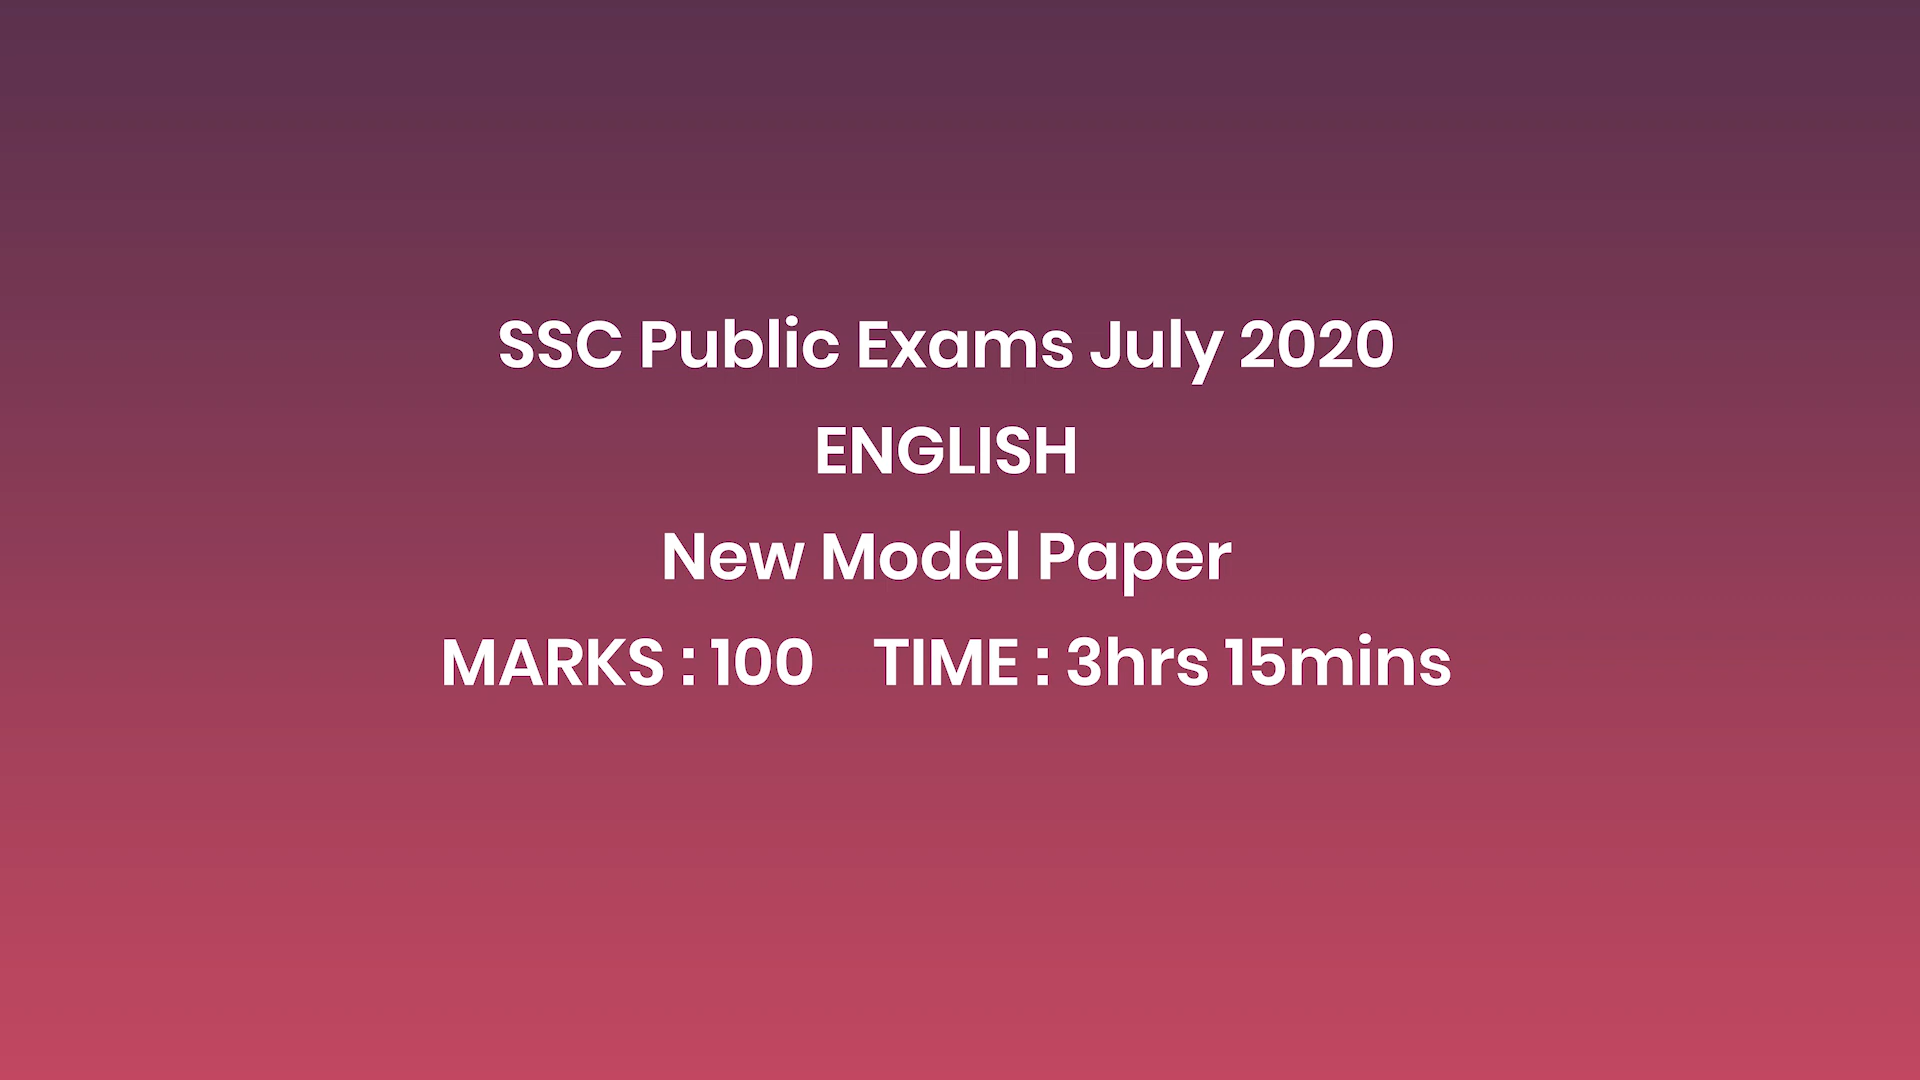 SSC Public Exams July 2020
ENGLISH
New Model Paper
MARKS : 100 TIME : 3hrs 15mins